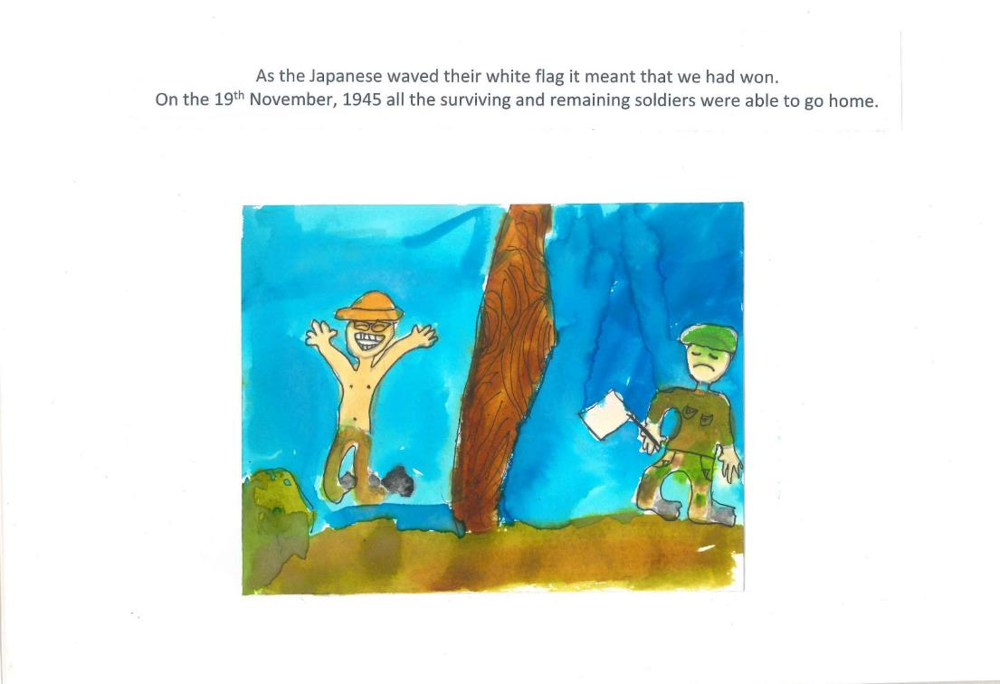 As the Japanese waved their white flag it meant that we had won.
On the 19th November, 1945 all the surviving and remaining soldiers were able to go home.